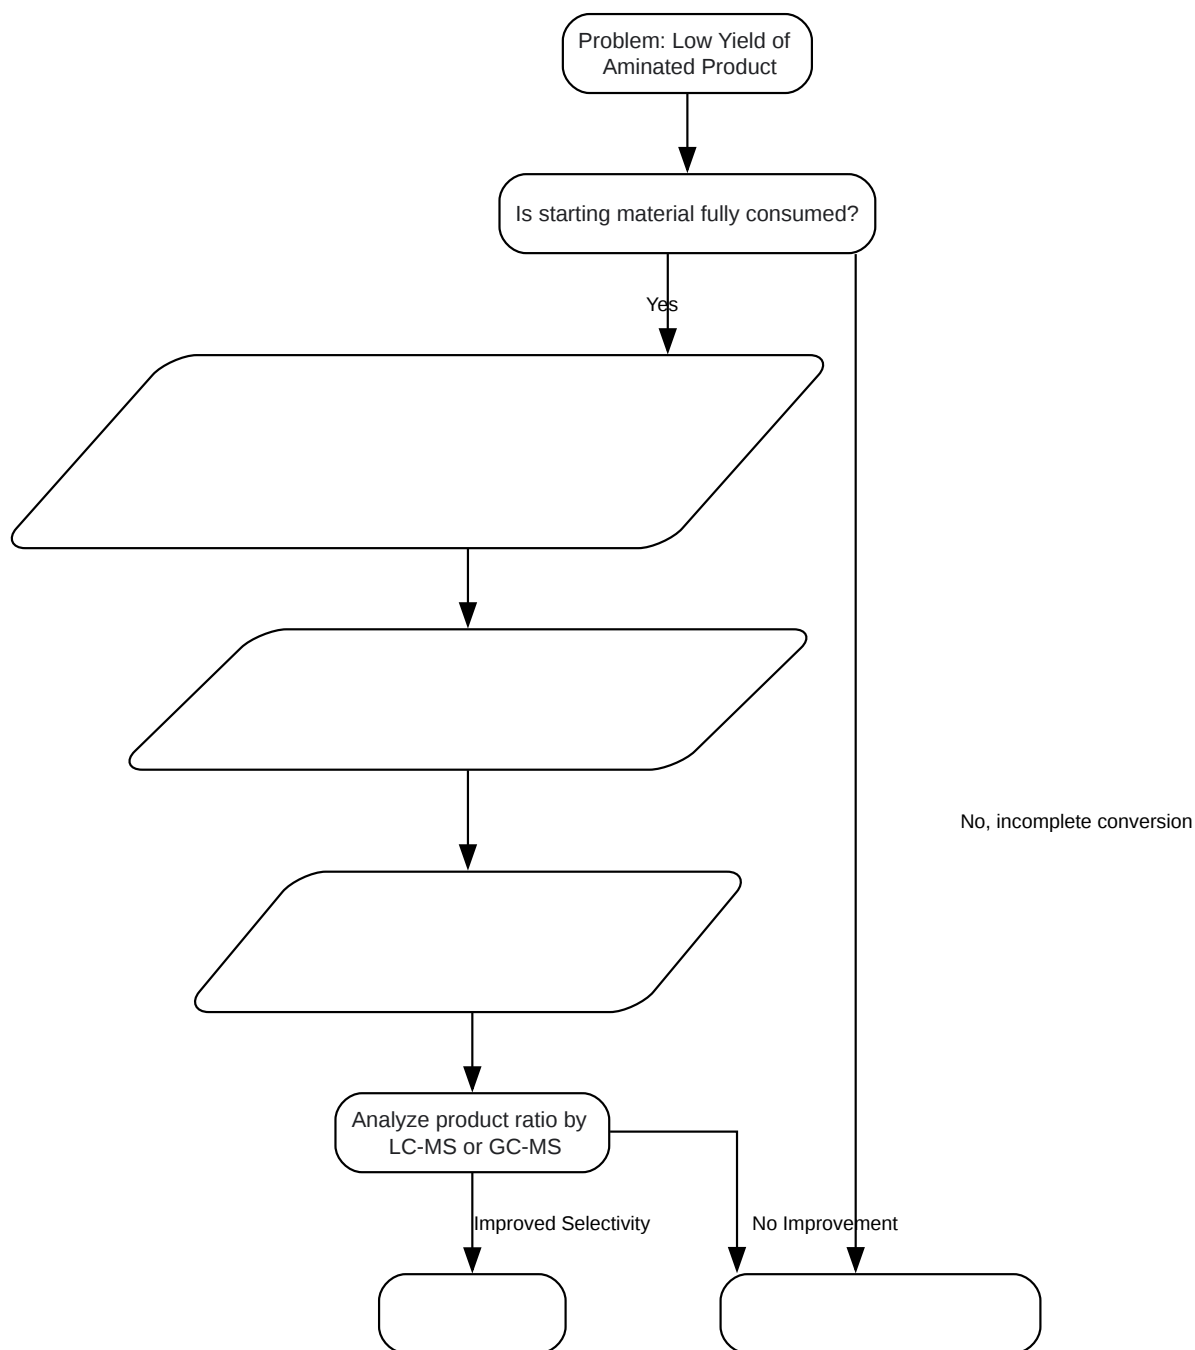 Problem: Low Yield of
Aminated Product
Is starting material fully consumed?
Yes
No, incomplete conversion
Analyze product ratio by
LC-MS or GC-MS
Improved Selectivity
No Improvement